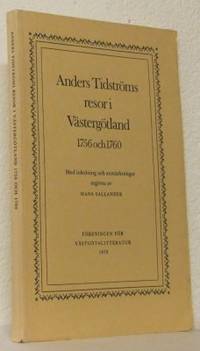 Anders Tidströms
resor i
Västergötland
1756 och 1760
Med inledning och anmärkningar
utgivna av
HANS SALLANDER
FÖRENINGEN FÖR
VÄSTGÖTALITTERATUR